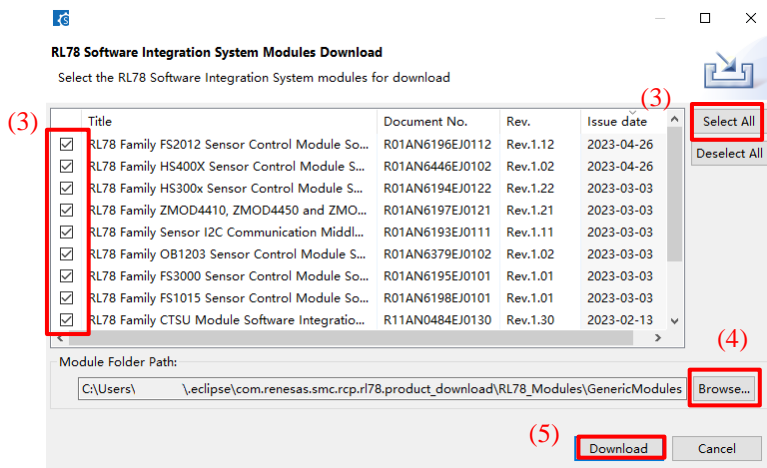 RL78 Software Integration System Modules Download
Select the RL78 Software Integration System modules for download
(3)
(3)
Title Document No. Rev. Issue date
Select All
RL78 Family FS2012 Sensor Control Module So... R01AN6196EJ0112 Rev.1.12 2023-04-26
Deselect All
RL78 Family HS400X Sensor Control Module S... R01AN6446EJ0102 Rev.1.02 2023-04-26
RL78 Family HS300x Sensor Control Module S... R01AN6194EJ0122 Rev.1.22 2023-03-03
RL78 Family ZMOD4410, ZMOD4450 and ZMO... R01AN6197EJ0121 Rev.1.21 2023-03-03
RL78 Family Sensor I2C Communication Middl... R01AN6193EJ0111 Rev.1.11 2023-03-03
RL78 Family OB1203 Sensor Control Module S... R01AN6379EJ0102 Rev.1.02 2023-03-03
RL78 Family FS3000 Sensor Control Module So... R01AN6195EJ0101 Rev.1.01 2023-03-03
RL78 Family FS1015 Sensor Control Module So... R01AN6198EJ0101 Rev.1.01 2023-03-03
RL78 Family CTSU Module Software Integratio... R11AN0484EJ0130 Rev.1.30 2023-02-13
(4)
Module Folder Path:
C:\Users\ \.eclipse\com.renesas.smc.rcp.rl78.product_download\RL78_Modules\GenericModules
Browse...
(5)
Download
Cancel